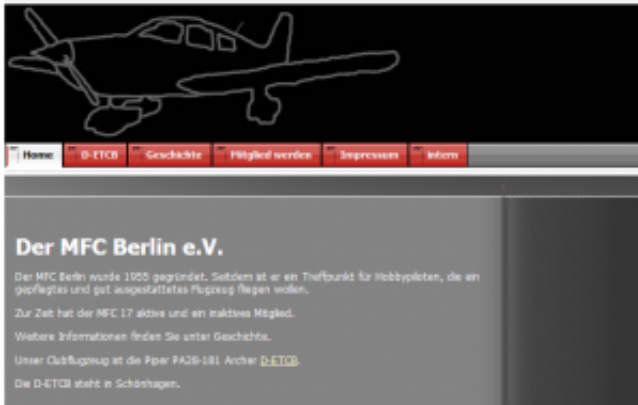 Home D-ETCB Geschichte Mitglied werden Impressum intern
Der MFC Berlin e.V.
Der MFC Berlin wurde 1955 gegründet. Seitdem ist er ein Treffpunkt für Hobbypiloten, die ein
gepflegtes und gut ausgestattetes Flugzeug fliegen wollen.
Zur Zeit hat der MFC 17 aktive und ein inaktives Mitglied.
Weitere Informationen finden Sie unter Geschichte.
Unser Clubflugzeug ist die Piper PA28-181 Archer D-ETCB.
Die D-ETCB steht in Schönhagen.